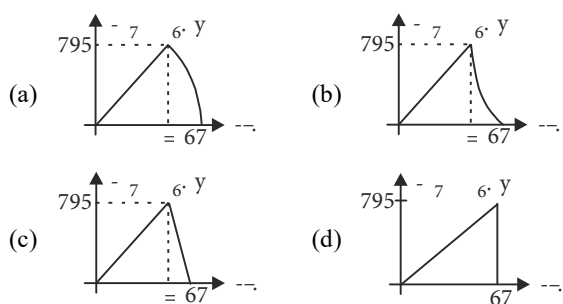 - 7 6. y
795
(a)
= 67 --.
- 7 6. y
795
(b)
= 67 --.
- 7 6. y
795
(c)
= 67 --.
- 7 6. y
795
(d)
67 --.